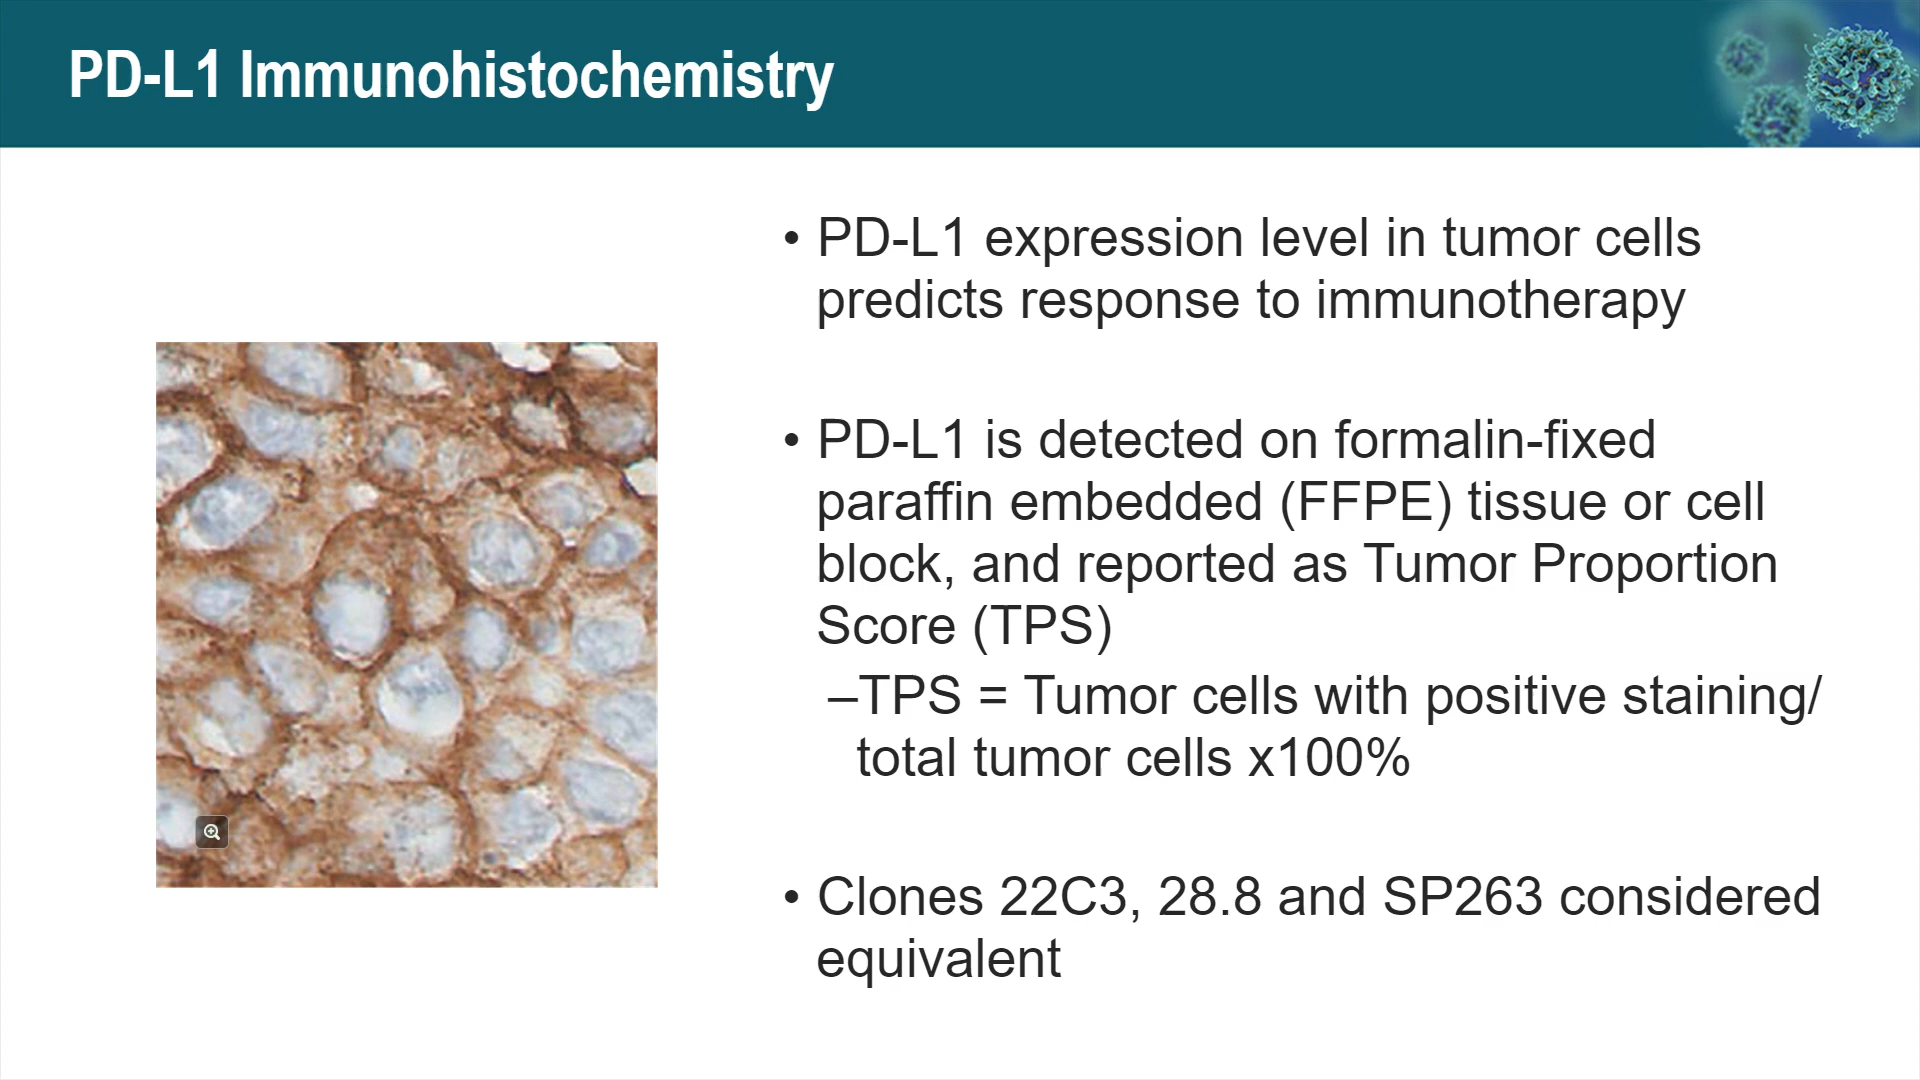 PD-L1 Immunohistochemistry
• PD-L1 expression level in tumor cells
predicts response to immunotherapy
• PD-L1 is detected on formalin-fixed
paraffin embedded (FFPE) tissue or cell
block, and reported as Tumor Proportion
Score (TPS)
–TPS = Tumor cells with positive staining/
total tumor cells x100%
• Clones 22C3, 28.8 and SP263 considered
equivalent